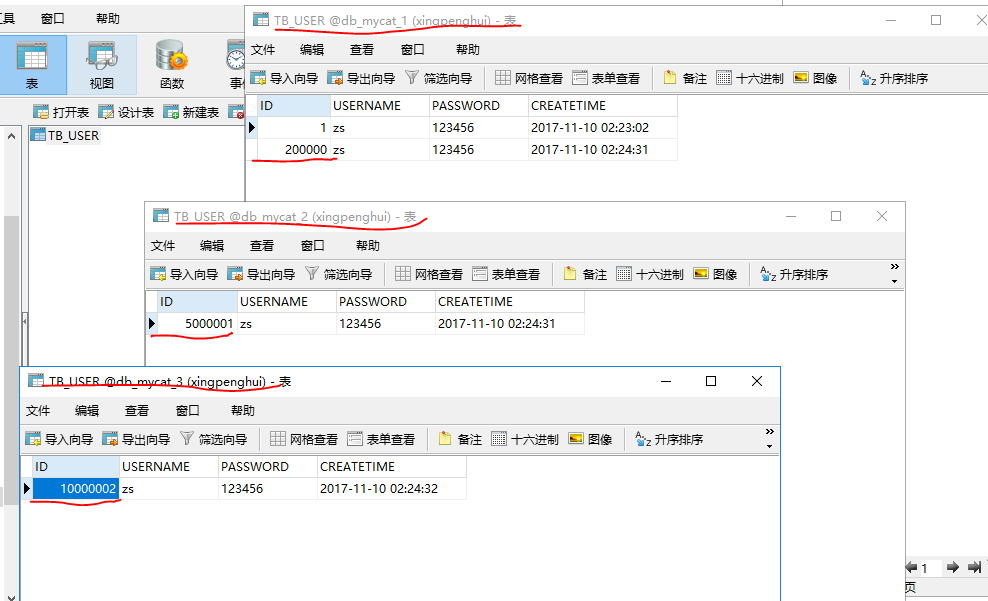 具 窗口 帮助
表 视图 函数 事
打开表 设计表 新建表
TB_USER
TB_USER @db_mycat_1 (xingpenghui) - 表
文件 编辑 查看 窗口 帮助
导入向导 导出向导 筛选向导 网格查看 表单查看 备注 十六进制 图像 升序排序
ID USERNAME PASSWORD CREATETIME
1 zs 123456 2017-11-10 02:23:02
200000 zs 123456 2017-11-10 02:24:31
TB_USER @db_mycat_2 (xingpenghui) - 表
文件 编辑 查看 窗口 帮助
导入向导 导出向导 筛选向导 网格查看 表单查看 备注 十六进制 图像 升序排序
ID USERNAME PASSWORD CREATETIME
5000001 zs 123456 2017-11-10 02:24:31
TB_USER @db_mycat_3 (xingpenghui) - 表
文件 编辑 查看 窗口 帮助
导入向导 导出向导 筛选向导 网格查看 表单查看 备注 十六进制 图像 升序排序
ID USERNAME PASSWORD CREATETIME
10000002 zs 123456 2017-11-10 02:24:32
1
页